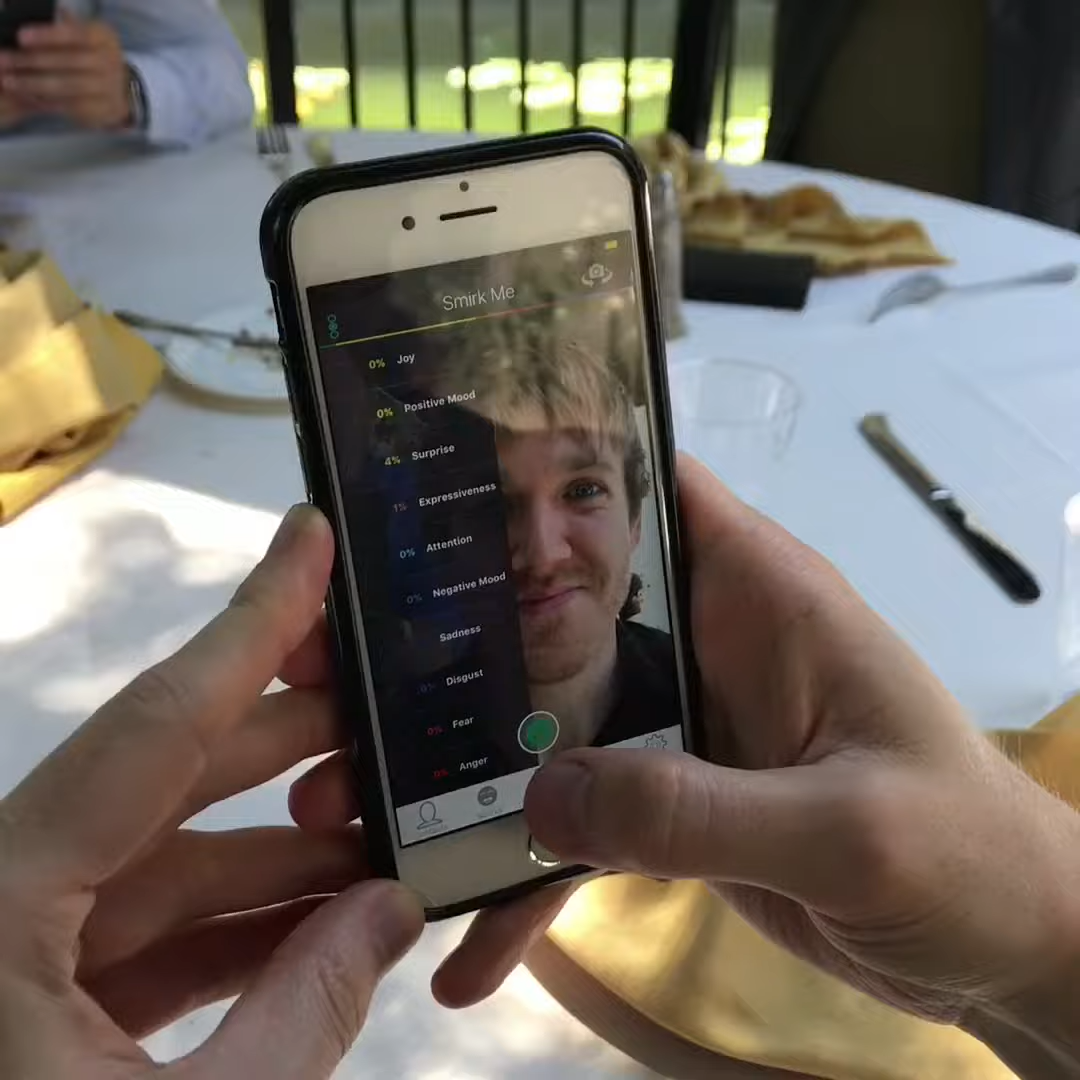 Smirk Me
0% Joy
0% Positive Mood
4% Surprise
1% Expressiveness
0% Attention
0% Negative Mood
Sadness
0% Disgust
0% Fear
0% Anger